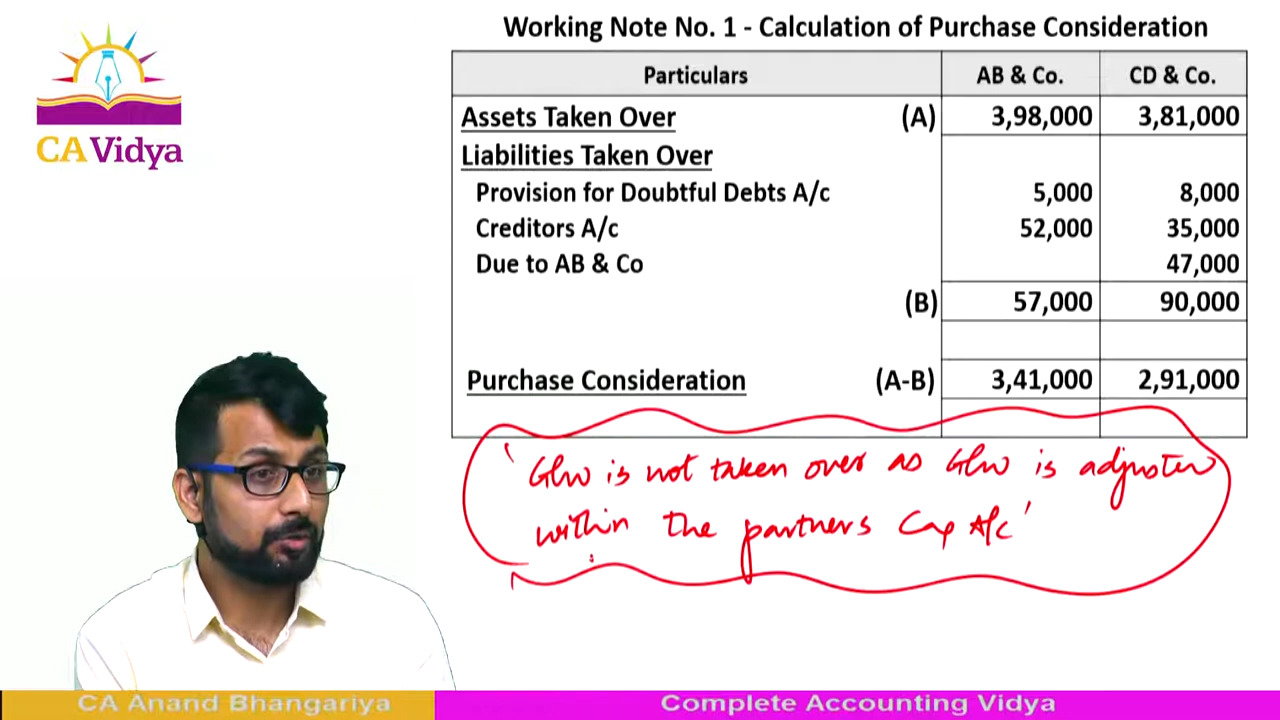 Working Note No. 1 - Calculation of Purchase Consideration
CA Vidya
Particulars AB & Co. CD & Co.
Assets Taken Over (A) 3,98,000 3,81,000
Liabilities Taken Over
Provision for Doubtful Debts A/c 5,000 8,000
Creditors A/c 52,000 35,000
Due to AB & Co 47,000
(B) 57,000 90,000
Purchase Consideration (A-B) 3,41,000 2,91,000
'Glw is not taken over as Glw is adjusted
within the partners Cap A/c'
CA Anand Bhangariya Complete Accounting Vidya